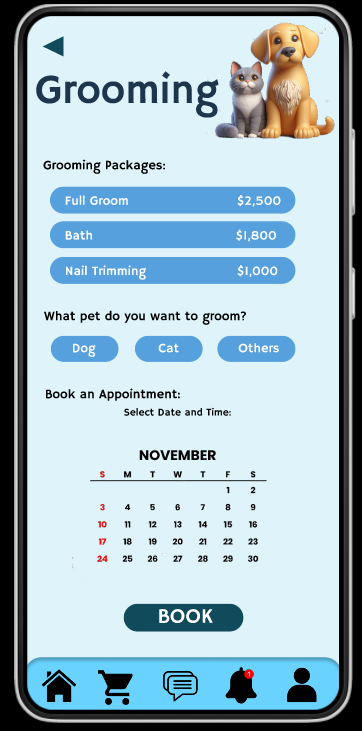 Grooming
Grooming Packages:
Full Groom $2,500
Bath $1,800
Nail Trimming $1,000
What pet do you want to groom?
Dog Cat Others
Book an Appointment:
Select Date and Time:
NOVEMBER
S M T W T F S
1 2
3 4 5 6 7 8 9
10 11 12 13 14 15 16
17 18 19 20 21 22 23
24 25 26 27 28 29 30
BOOK
1